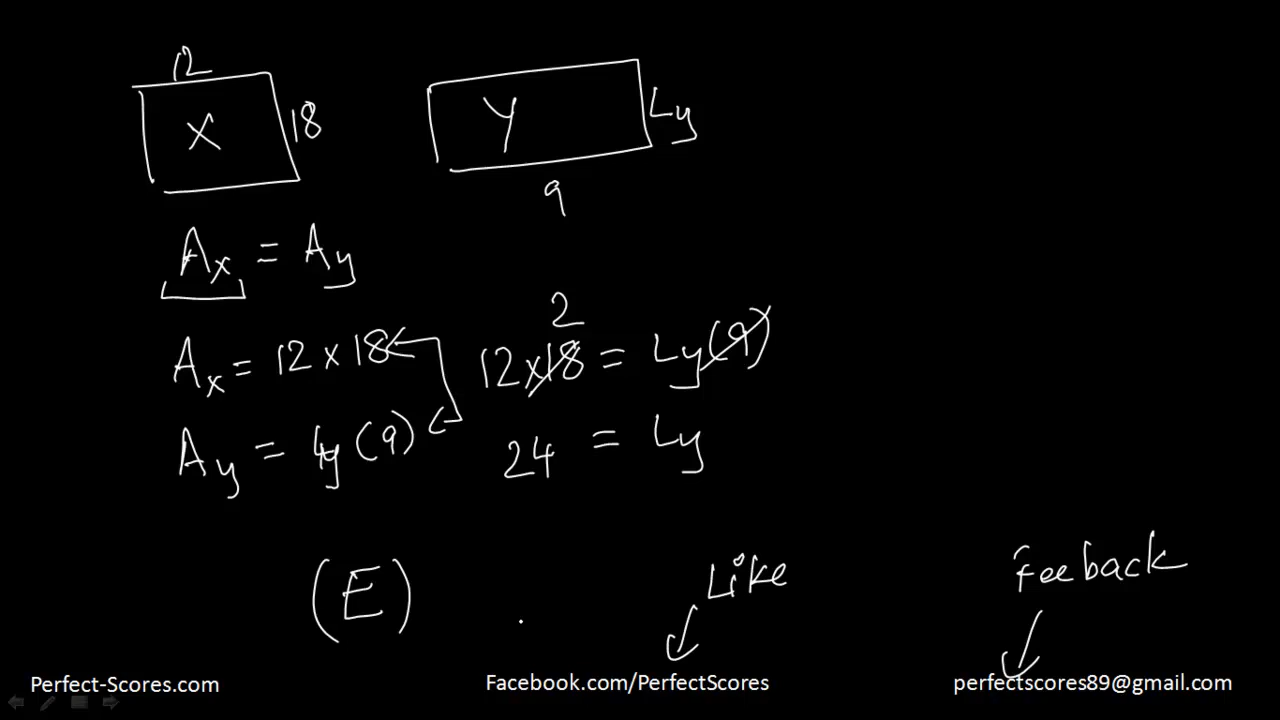 12
X
18
Y
Ly
9
Ax = Ay
Ax = 12 x 18
Ay = Ly (9)
2
12 x 18 = Ly (9)
24 = Ly
(E)
Like
Feeback
Perfect-Scores.com
Facebook.com/PerfectScores
perfectscores89@gmail.com